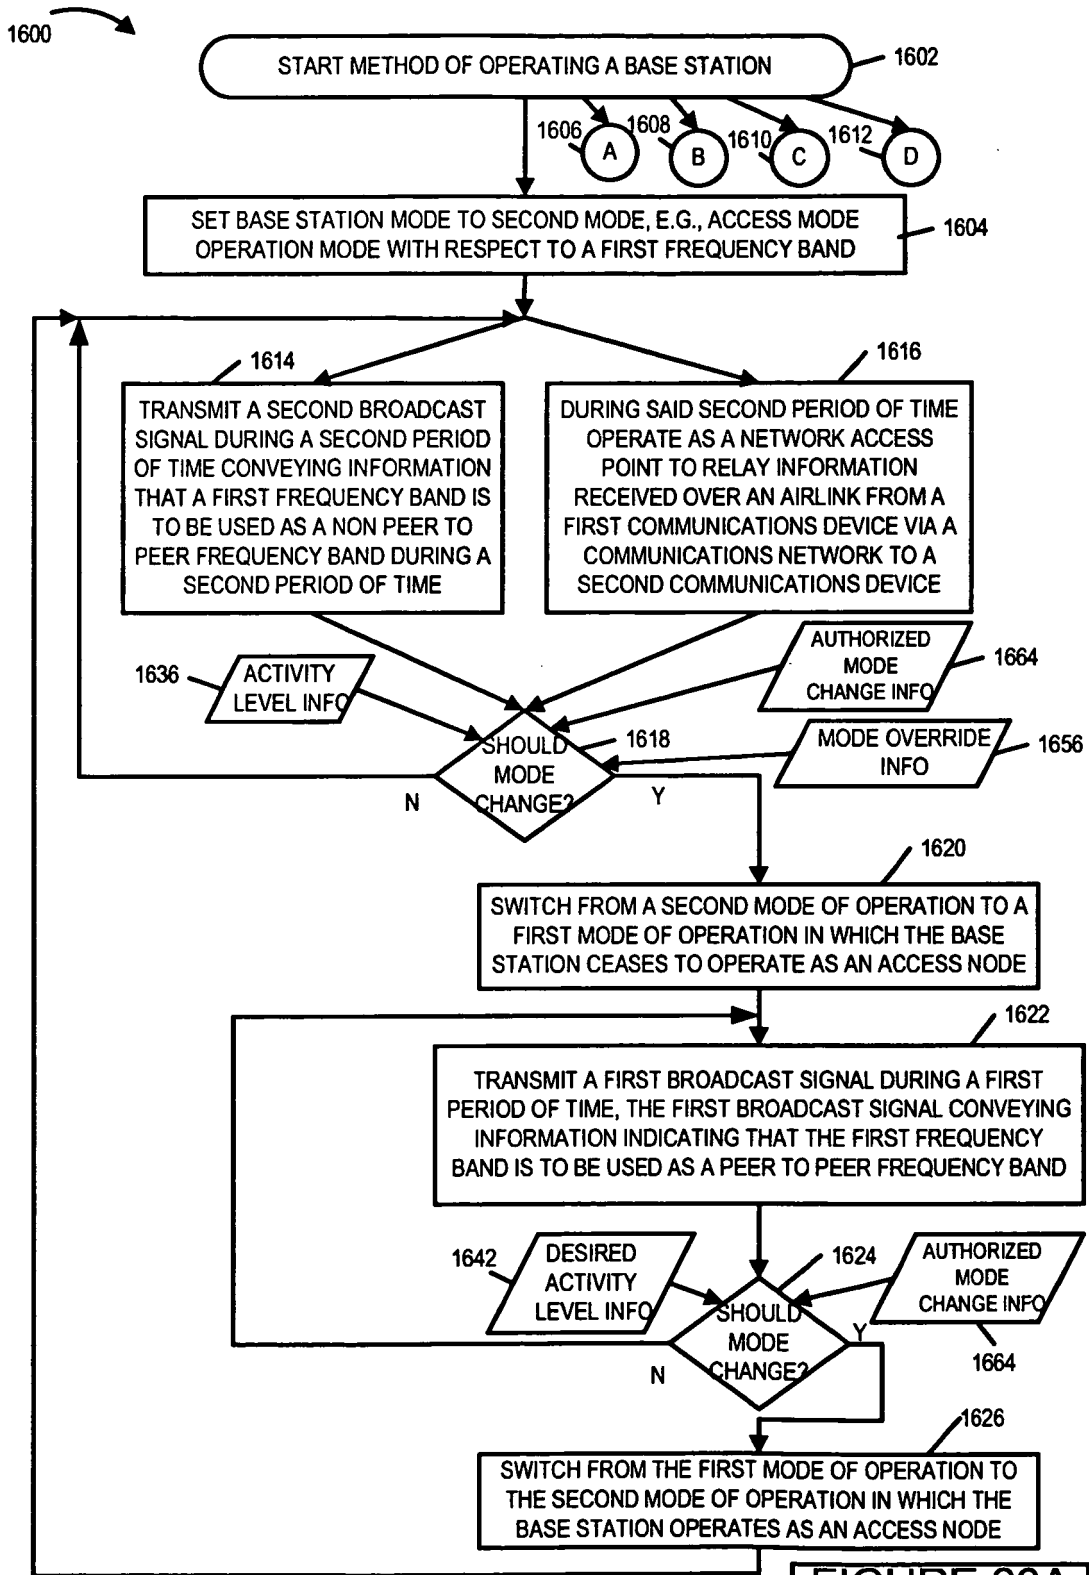 1600
START METHOD OF OPERATING A BASE STATION
1602
1606
A
1608
B
1610
C
1612
D
SET BASE STATION MODE TO SECOND MODE, E.G., ACCESS MODE
OPERATION MODE WITH RESPECT TO A FIRST FREQUENCY BAND
1604
1614
TRANSMIT A SECOND BROADCAST
SIGNAL DURING A SECOND PERIOD
OF TIME CONVEYING INFORMATION
THAT A FIRST FREQUENCY BAND IS
TO BE USED AS A NON PEER TO
PEER FREQUENCY BAND DURING A
SECOND PERIOD OF TIME
1616
DURING SAID SECOND PERIOD OF TIME
OPERATE AS A NETWORK ACCESS
POINT TO RELAY INFORMATION
RECEIVED OVER AN AIRLINK FROM A
FIRST COMMUNICATIONS DEVICE VIA A
COMMUNICATIONS NETWORK TO A
SECOND COMMUNICATIONS DEVICE
1636
ACTIVITY
LEVEL INFO
AUTHORIZED
MODE
CHANGE INFO
1664
SHOULD
MODE
CHANGE?
1618
MODE OVERRIDE
INFO
1656
N
Y
1620
SWITCH FROM A SECOND MODE OF OPERATION TO A
FIRST MODE OF OPERATION IN WHICH THE BASE
STATION CEASES TO OPERATE AS AN ACCESS NODE
1622
TRANSMIT A FIRST BROADCAST SIGNAL DURING A FIRST
PERIOD OF TIME, THE FIRST BROADCAST SIGNAL CONVEYING
INFORMATION INDICATING THAT THE FIRST FREQUENCY
BAND IS TO BE USED AS A PEER TO PEER FREQUENCY BAND
1642
DESIRED
ACTIVITY
LEVEL INFO
1624
SHOULD
MODE
CHANGE?
AUTHORIZED
MODE
CHANGE INFO
1664
N
Y
1626
SWITCH FROM THE FIRST MODE OF OPERATION TO
THE SECOND MODE OF OPERATION IN WHICH THE
BASE STATION OPERATES AS AN ACCESS NODE